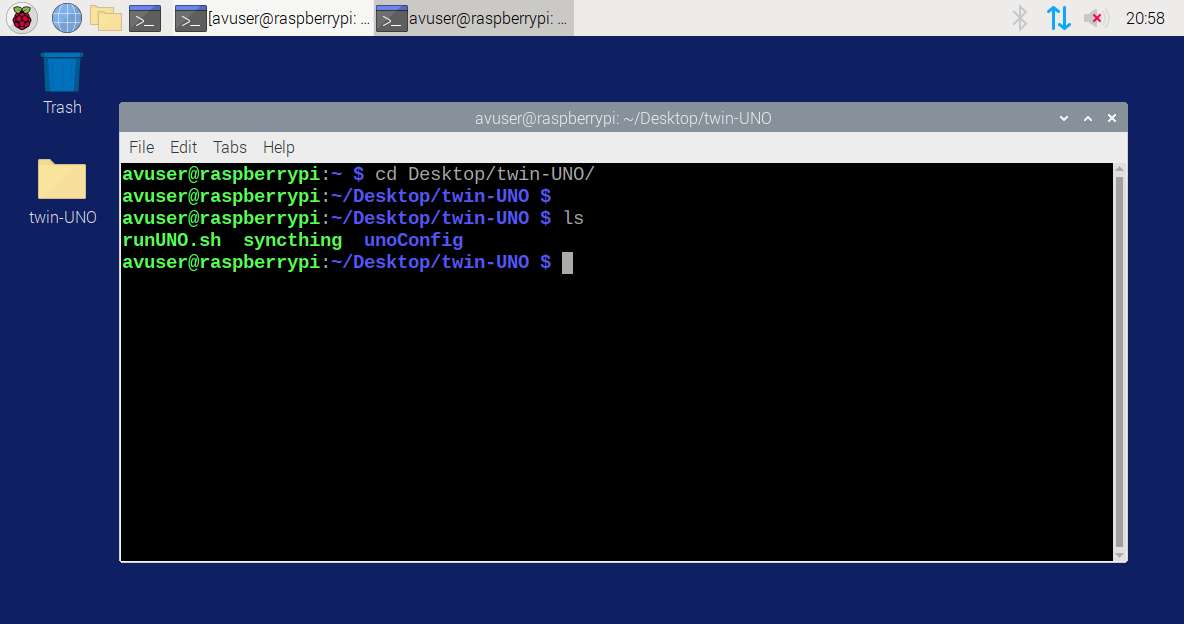 [avuser@raspberrypi: ...
avuser@raspberrypi: ...
20:58
Trash
twin-UNO
avuser@raspberrypi: ~/Desktop/twin-UNO
File Edit Tabs Help
avuser@raspberrypi:~ $ cd Desktop/twin-UNO/
avuser@raspberrypi:~/Desktop/twin-UNO $
avuser@raspberrypi:~/Desktop/twin-UNO $ ls
runUNO.sh  syncthing  unoConfig
avuser@raspberrypi:~/Desktop/twin-UNO $